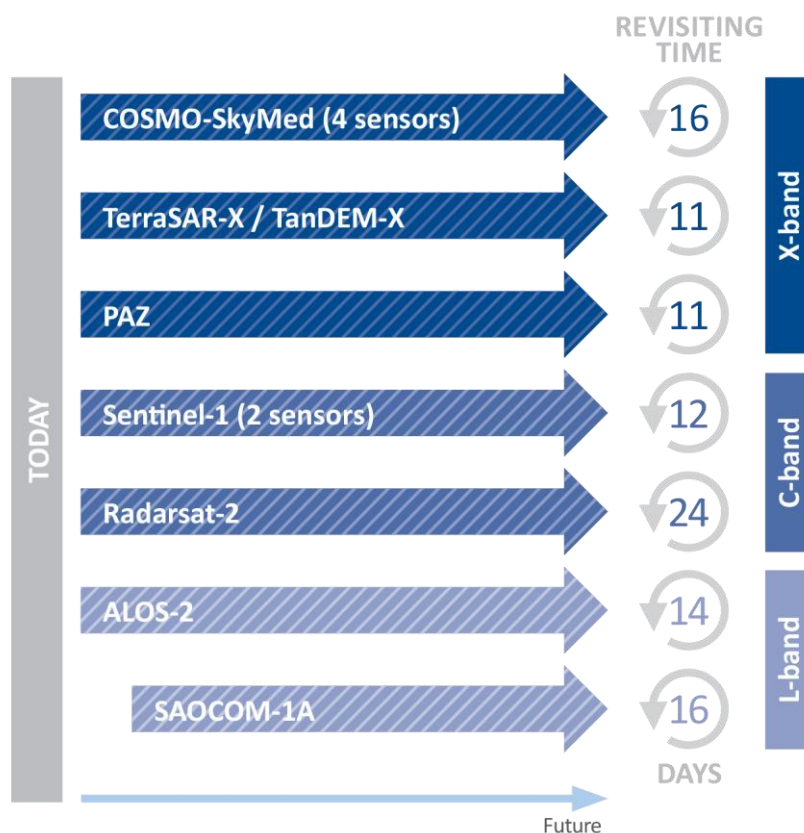 REVISITING
TIME
TODAY
COSMO-SkyMed (4 sensors)
16
TerraSAR-X / TanDEM-X
11
PAZ
11
X-band
Sentinel-1 (2 sensors)
12
Radarsat-2
24
C-band
ALOS-2
14
SAOCOM-1A
16
L-band
DAYS
Future